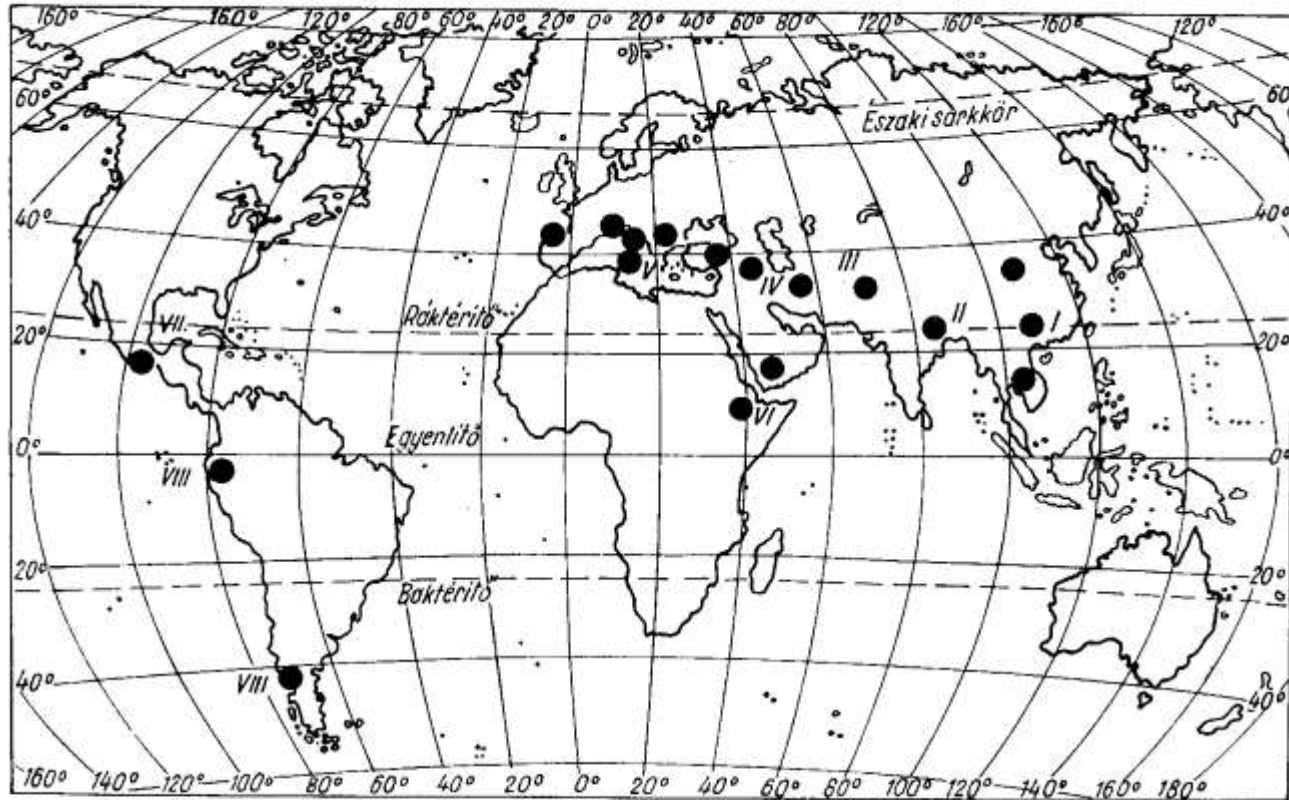 160° 160° 120° 80° 60° 40° 20° 0° 20° 40° 60° 80° 120° 160° 120°
60° 60°
Északi sarkkör
40° 40°
V IV III
Ráktérítő
VII II I
20° 20°
VI
Egyenlítő
0° 0°
VIII
20° 20°
Baktérítő
40° 40°
VIII
160° 140° 120° 100° 80° 60° 40° 20° 0° 20° 40° 60° 80° 100° 120° 140° 160° 180°